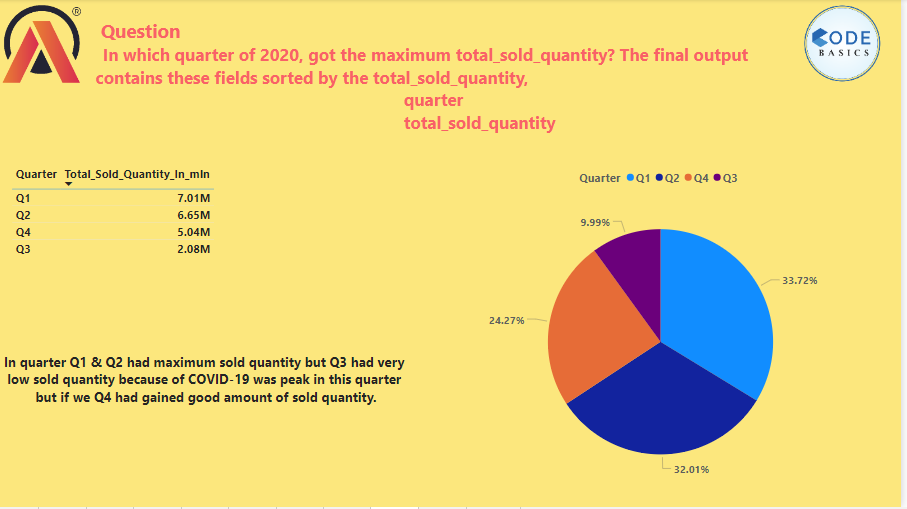 ®
Question
In which quarter of 2020, got the maximum total_sold_quantity? The final output
contains these fields sorted by the total_sold_quantity,
quarter
total_sold_quantity
CODE
BASICS
Quarter Total_Sold_Quantity_In_mln
Q1 7.01M
Q2 6.65M
Q4 5.04M
Q3 2.08M
In quarter Q1 & Q2 had maximum sold quantity but Q3 had very
low sold quantity because of COVID-19 was peak in this quarter
but if we Q4 had gained good amount of sold quantity.
Quarter Q1 Q2 Q4 Q3
9.99%
33.72%
24.27%
32.01%